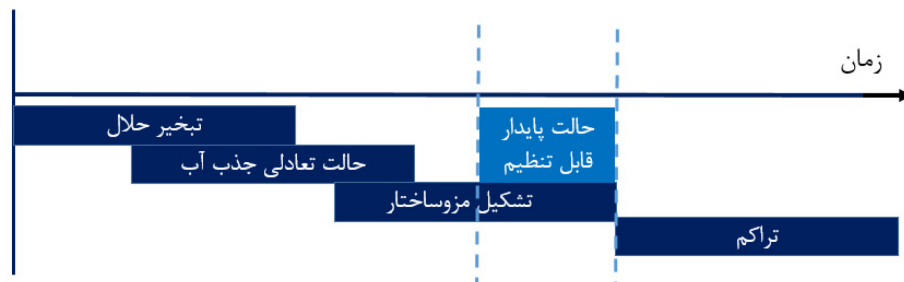 زمان
تبخیر حلال
حالت پایدار
قابل تنظیم
حالت تعادلی جذب آب
تشکیل مزوساختار
تراکم